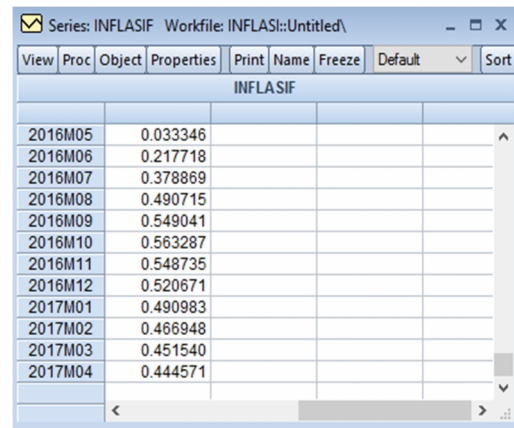 Series: INFLASIF Workfile: INFLASI::Untitled\
View Proc Object Properties Print Name Freeze Default Sort
INFLASIF
2016M05 0.033346
2016M06 0.217718
2016M07 0.378869
2016M08 0.490715
2016M09 0.549041
2016M10 0.563287
2016M11 0.548735
2016M12 0.520671
2017M01 0.490983
2017M02 0.466948
2017M03 0.451540
2017M04 0.444571